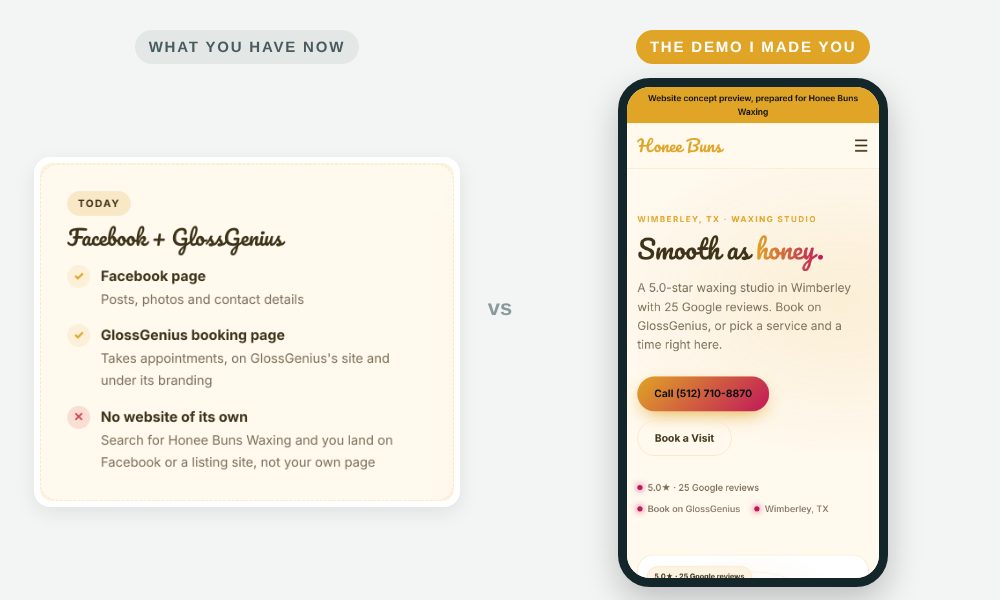 WHAT YOU HAVE NOW
TODAY
Facebook + GlossGenius
Facebook page
Posts, photos and contact details
GlossGenius booking page
Takes appointments, on GlossGenius's site and
under its branding
No website of its own
Search for Honee Buns Waxing and you land on
Facebook or a listing site, not your own page
vs
THE DEMO I MADE YOU
Website concept preview, prepared for Honee Buns
Waxing
Honee Buns
WIMBERLEY, TX · WAXING STUDIO
Smooth as honey.
A 5.0-star waxing studio in Wimberley
with 25 Google reviews. Book on
GlossGenius, or pick a service and a
time right here.
Call (512) 710-8870
Book a Visit
5.0★ · 25 Google reviews
Book on GlossGenius Wimberley, TX
5.0★ · 25 Google reviews